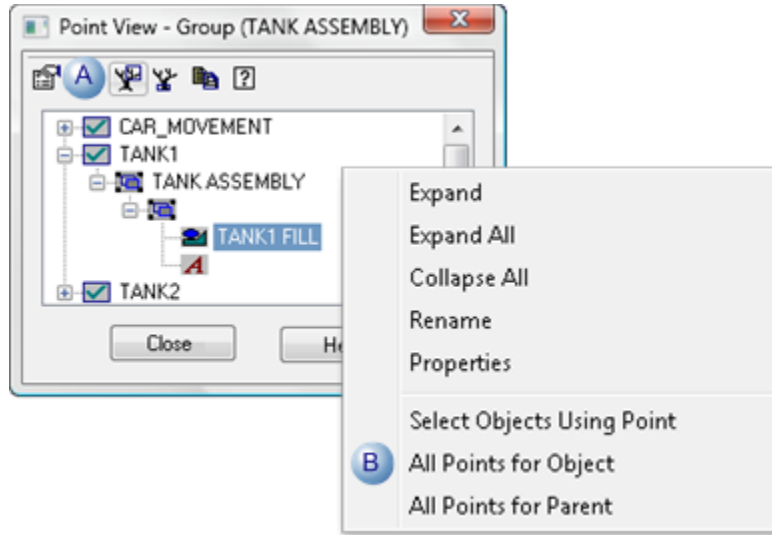 Point View - Group (TANK ASSEMBLY)
A
CAR_MOVEMENT
TANK1
TANK ASSEMBLY
TANK1 FILL
A
TANK2
Close
Expand
Expand All
Collapse All
Rename
Properties
Select Objects Using Point
B
All Points for Object
All Points for Parent